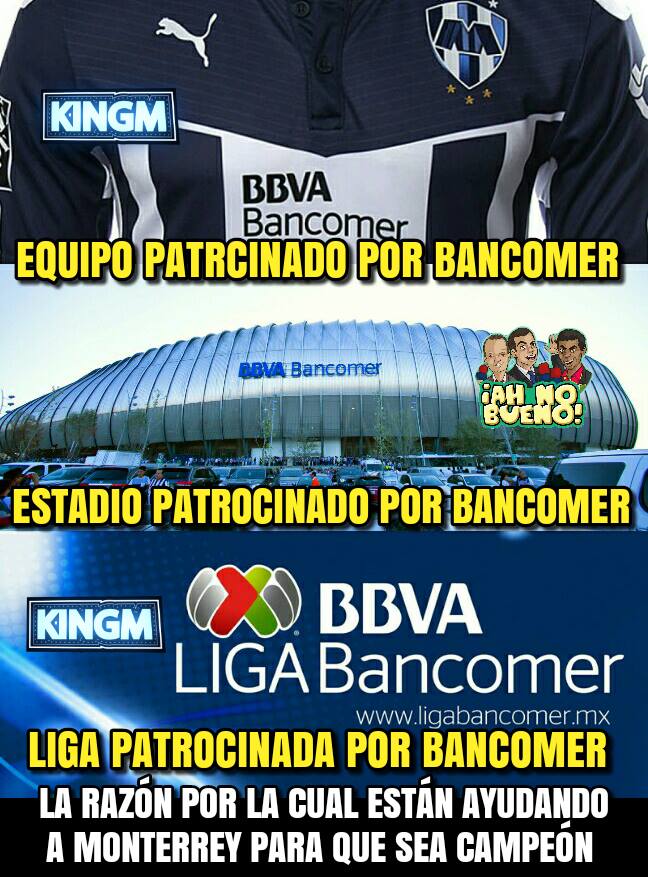 KINGM
BBVA
Bancomer
EQUIPO PATRCINADO POR BANCOMER
BBVA Bancomer
¡AH NO
BUENO!
ESTADIO PATROCINADO POR BANCOMER
KINGM
BBVA
LIGA Bancomer
www.ligabancomer.mx
LIGA PATROCINADA POR BANCOMER
LA RAZÓN POR LA CUAL ESTÁN AYUDANDO
A MONTERREY PARA QUE SEA CAMPEÓN